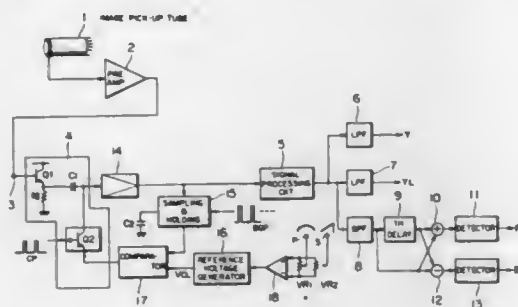 1 IMAGE PICK-UP TUBE
2
PRE AMP
6
LPF Y
4
14
5
7
Q1
C1
SIGNAL PROCESSING CKT
LPF YL
RE
9 10 11
3
SAMPLING & HOLDING
15
1H DELAY
+
DETECTOR
C2
BGP
16
P S
BPF
8
Q2
CP
COMPARATOR
VCL
REFERENCE VOLTAGE GENERATOR
-
DETECTOR
17
18
VR1 VR2
12
13